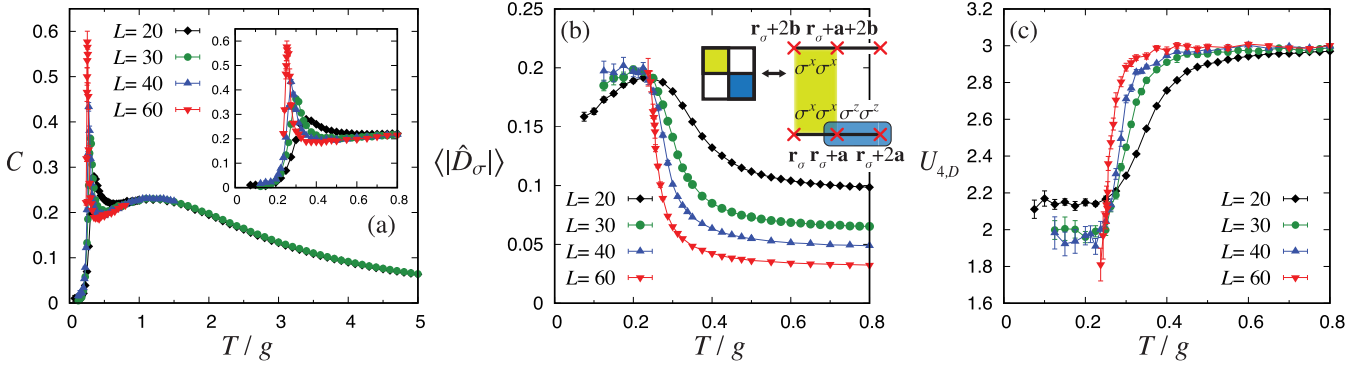 0.6
0.5
0.4
0.3
0.2
0.1
0
C
0 1 2 3 4 5
T / g
L= 20
L= 30
L= 40
L= 60
0.6
0.5
0.4
0.3
0.2
0.1
0
0 0.2 0.4 0.6 0.8
(a)
0.25
0.2
0.15
0.1
0.05
0
⟨|D̂σ|⟩
0 0.2 0.4 0.6 0.8
T / g
(b)
rσ+2b rσ+a+2b
σˣσˣ
σˣσˣ σᶻσᶻ
rσ rσ+a rσ+2a
L= 20
L= 30
L= 40
L= 60
3.2
3
2.8
2.6
2.4
2.2
2
1.8
1.6
U4,D
0 0.2 0.4 0.6 0.8
T / g
(c)
L= 20
L= 30
L= 40
L= 60